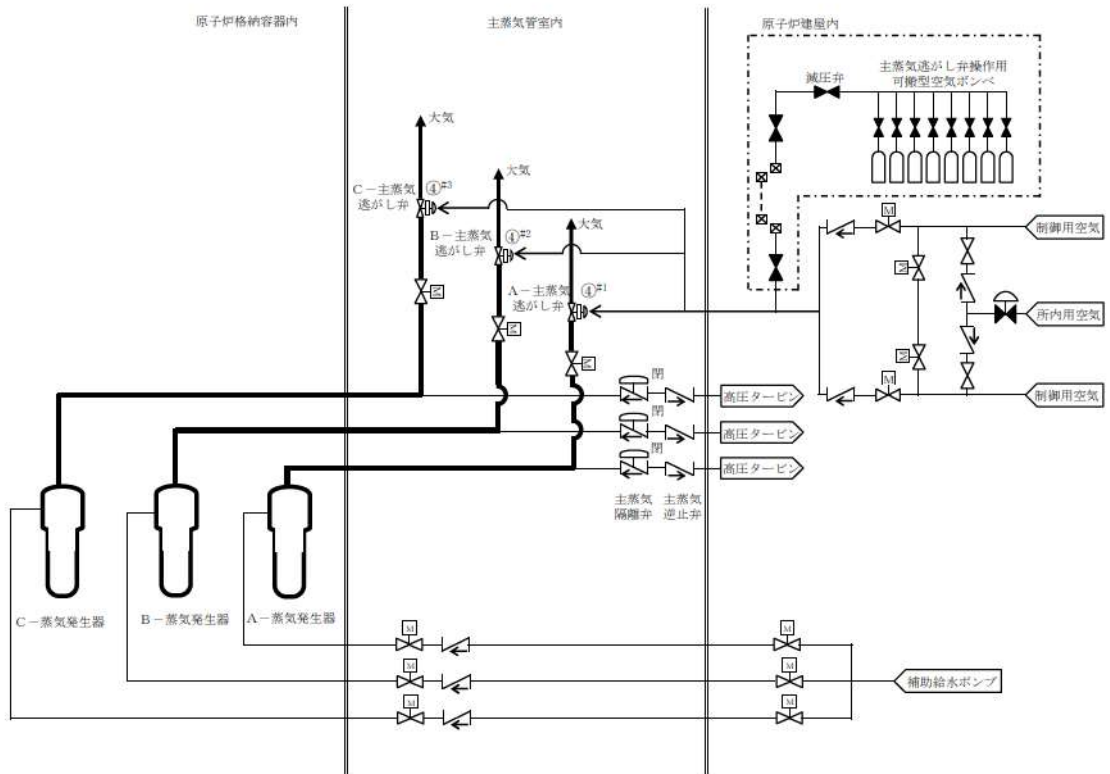 原子炉格納容器内
主蒸気管室内
原子炉建屋内
減圧弁
主蒸気逃がし弁操作用
可搬型空気ボンベ
大気
C－主蒸気
逃がし弁
④#3
大気
B－主蒸気
逃がし弁
④#2
大気
A－主蒸気
逃がし弁
④#1
M
M
M
M
制御用空気
M
所内用空気
M
M
制御用空気
閉
高圧タービン
閉
高圧タービン
閉
高圧タービン
主蒸気
隔離弁
主蒸気
逆止弁
C－蒸気発生器
B－蒸気発生器
A－蒸気発生器
M
M
M
M
M
M
補助給水ポンプ